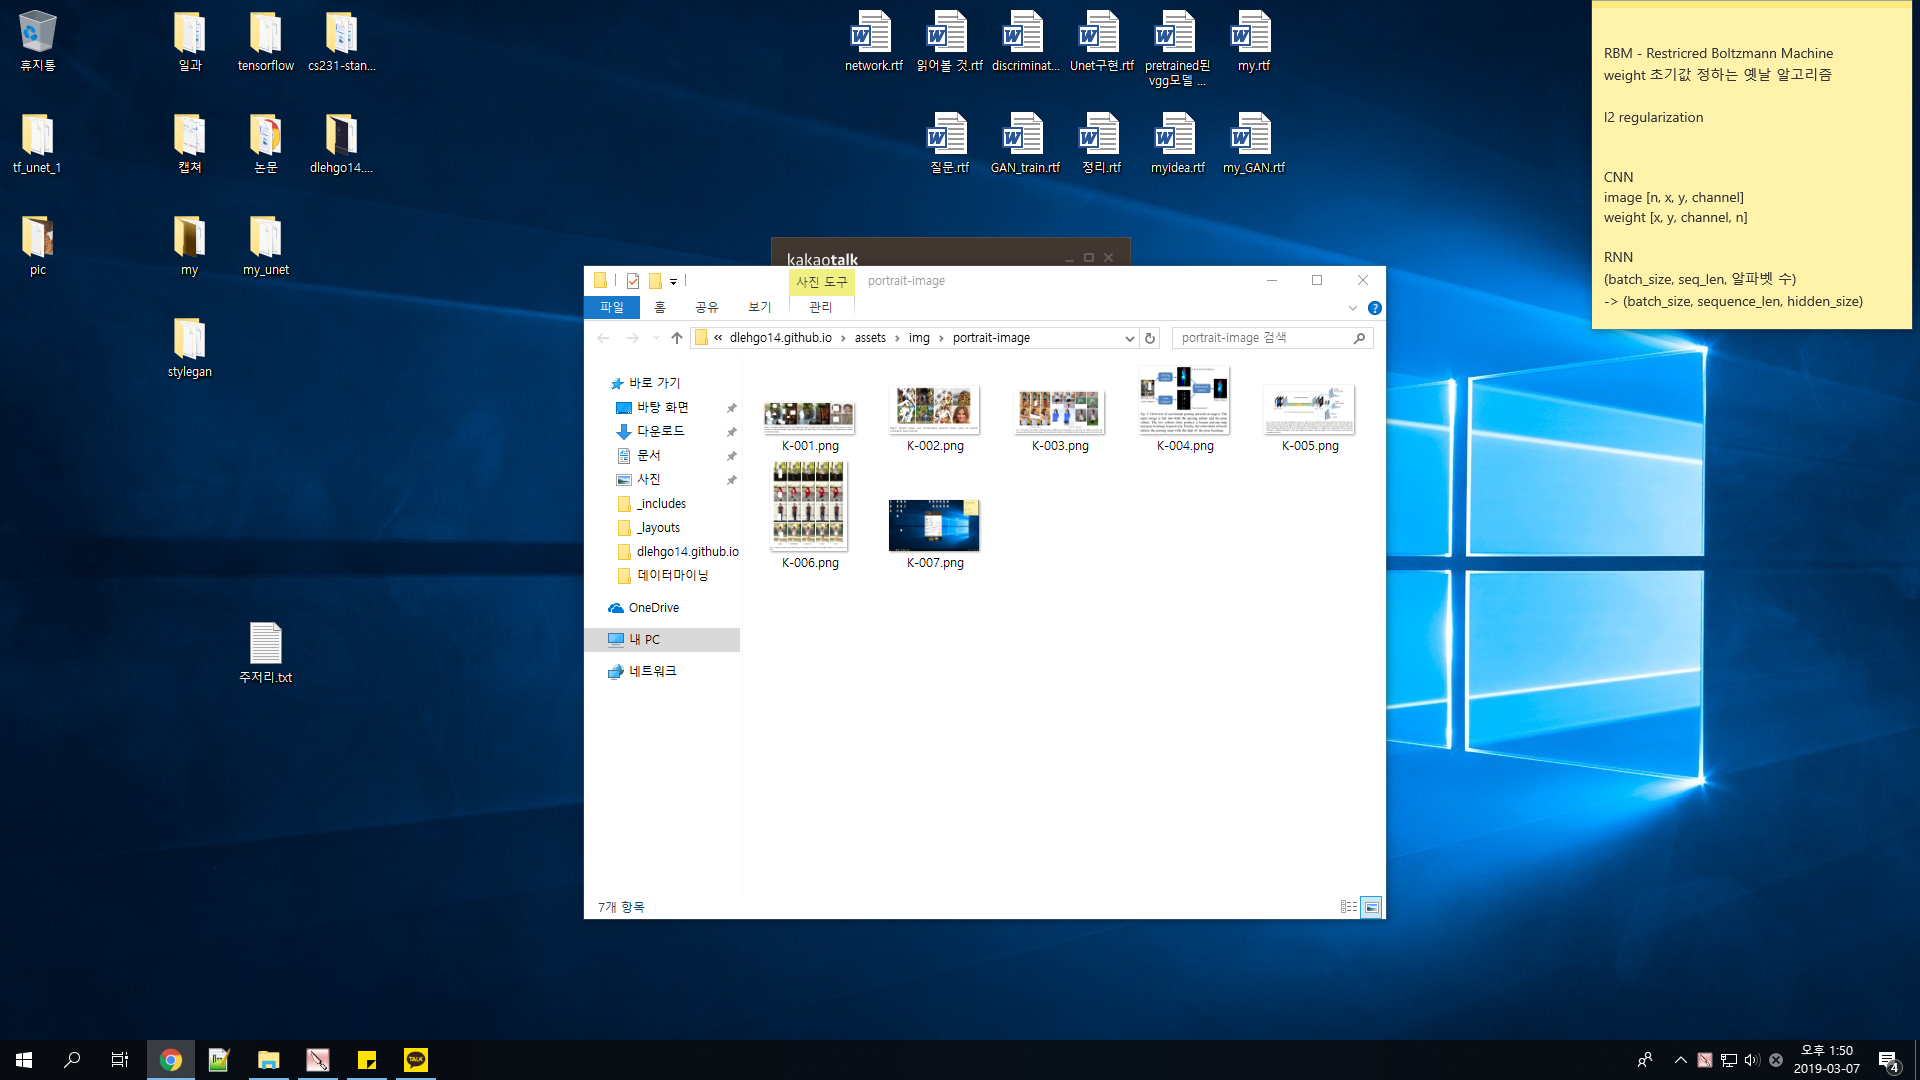 휴지통
일과
tensorflow
cs231-stan...
network.rtf
읽어볼 것.rtf
discriminat...
Unet구현.rtf
pretrained된
vgg모델 ...
my.rtf
tf_unet_1
캡쳐
논문
dlehgo14....
질문.rtf
GAN_train.rtf
정리.rtf
myidea.rtf
my_GAN.rtf
pic
my
my_unet
stylegan
주저리.txt
RBM - Restricred Boltzmann Machine
weight 초기값 정하는 옛날 알고리즘
l2 regularization
CNN
image [n, x, y, channel]
weight [x, y, channel, n]
RNN
(batch_size, seq_len, 알파벳 수)
-> (batch_size, sequence_len, hidden_size)
kakaotalk
사진 도구
portrait-image
파일
홈
공유
보기
관리
« dlehgo14.github.io › assets › img › portrait-image
portrait-image 검색
바로 가기
바탕 화면
다운로드
문서
사진
_includes
_layouts
dlehgo14.github.io
데이터마이닝
OneDrive
내 PC
네트워크
K-001.png
K-002.png
K-003.png
K-004.png
K-005.png
K-006.png
K-007.png
7개 항목
TALK
오후 1:50
2019-03-07
4